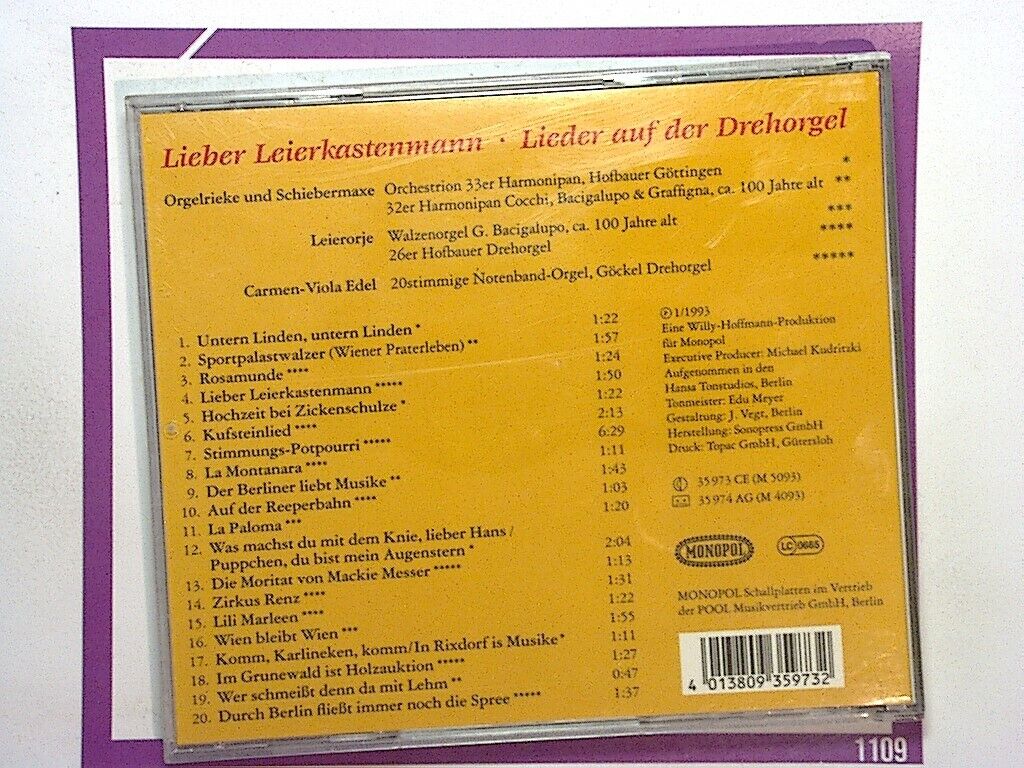 Lieber Leierkastenmann · Lieder auf der Drehorgel
Orgelrieke und Schiebermaxe Orchestrion 33er Harmonipan, Hofbauer Göttingen *
32er Harmonipan Cocchi, Bacigalupo & Graffigna, ca. 100 Jahre alt **
Leierorje Walzenorgel G. Bacigalupo, ca. 100 Jahre alt ***
26er Hofbauer Drehorgel ****
Carmen-Viola Edel 20stimmige Notenband-Orgel, Göckel Drehorgel *****
1. Untern Linden, untern Linden * 1:22
2. Sportpalastwalzer (Wiener Praterleben) ** 1:57
3. Rosamunde **** 1:24
4. Lieber Leierkastenmann ***** 1:50
5. Hochzeit bei Zickenschulze * 1:22
6. Kufsteinlied **** 2:13
7. Stimmungs-Potpourri ***** 6:29
8. La Montanara **** 1:11
9. Der Berliner liebt Musike ** 1:43
10. Auf der Reeperbahn **** 1:03
11. La Paloma *** 1:20
12. Was machst du mit dem Knie, lieber Hans /
Puppchen, du bist mein Augenstern * 2:04
13. Die Moritat von Mackie Messer ***** 1:13
14. Zirkus Renz **** 1:31
15. Lili Marleen **** 1:22
16. Wien bleibt Wien *** 1:55
17. Komm, Karlineken, komm/In Rixdorf is Musike * 1:11
18. Im Grunewald ist Holzauktion ***** 1:27
19. Wer schmeißt denn da mit Lehm ** 0:47
20. Durch Berlin fließt immer noch die Spree ***** 1:37
℗ 1/1993
Eine Willy-Hoffmann-Produktion
für Monopol
Executive Producer: Michael Kudritzki
Aufgenommen in den
Hansa Tonstudios, Berlin
Tonmeister: Edu Meyer
Gestaltung: J. Vegt, Berlin
Herstellung: Sonopress GmbH
Druck: Topac GmbH, Gütersloh
35973 CE (M 5093)
35974 AG (M 4093)
MONOPOL
LC 0665
MONOPOL Schallplatten im Vertrieb
der POOL Musikvertrieb GmbH, Berlin
4 013809 359732
1109